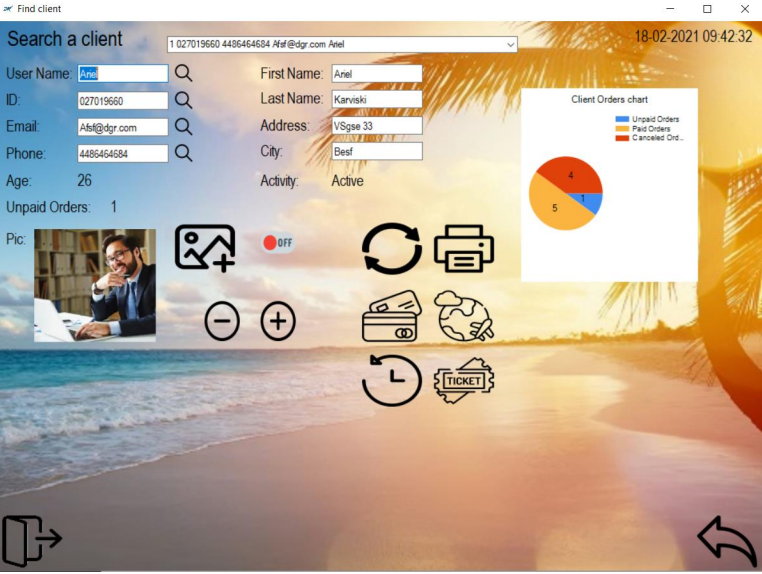 Find client
Search a client
1 027019660 4486464684 Afsf@dgr.com Ariel
18-02-2021 09:42:32
User Name: Ariel
First Name: Ariel
ID: 027019660
Last Name: Karviski
Email: Afsf@dgr.com
Address: VSgse 33
Phone: 4486464684
City: Besf
Age: 26
Activity: Active
Unpaid Orders: 1
Pic:
OFF
TICKET
Client Orders chart
Unpaid Orders
Paid Orders
Canceled Ord...
4
1
5